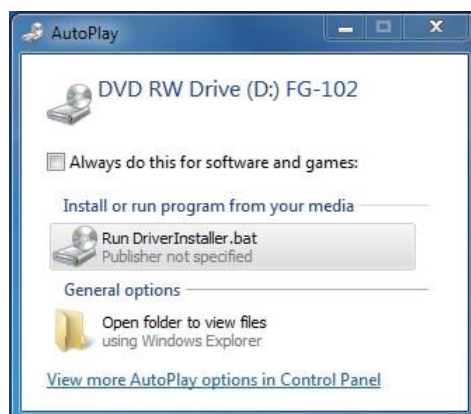 AutoPlay
DVD RW Drive (D:) FG-102
Always do this for software and games:
Install or run program from your media
Run DriverInstaller.bat
Publisher not specified
General options
Open folder to view files
using Windows Explorer
View more AutoPlay options in Control Panel